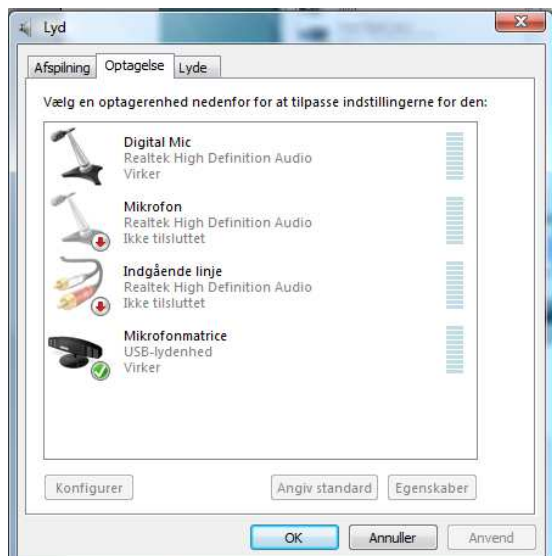 Lyd
Afspilning Optagelse Lyde
Vælg en optagerenhed nedenfor for at tilpasse indstillingerne for den:
Digital Mic
Realtek High Definition Audio
Virker
Mikrofon
Realtek High Definition Audio
Ikke tilsluttet
Indgående linje
Realtek High Definition Audio
Ikke tilsluttet
Mikrofonmatrice
USB-lydenhed
Virker
Konfigurer Angiv standard Egenskaber
OK Annuller Anvend